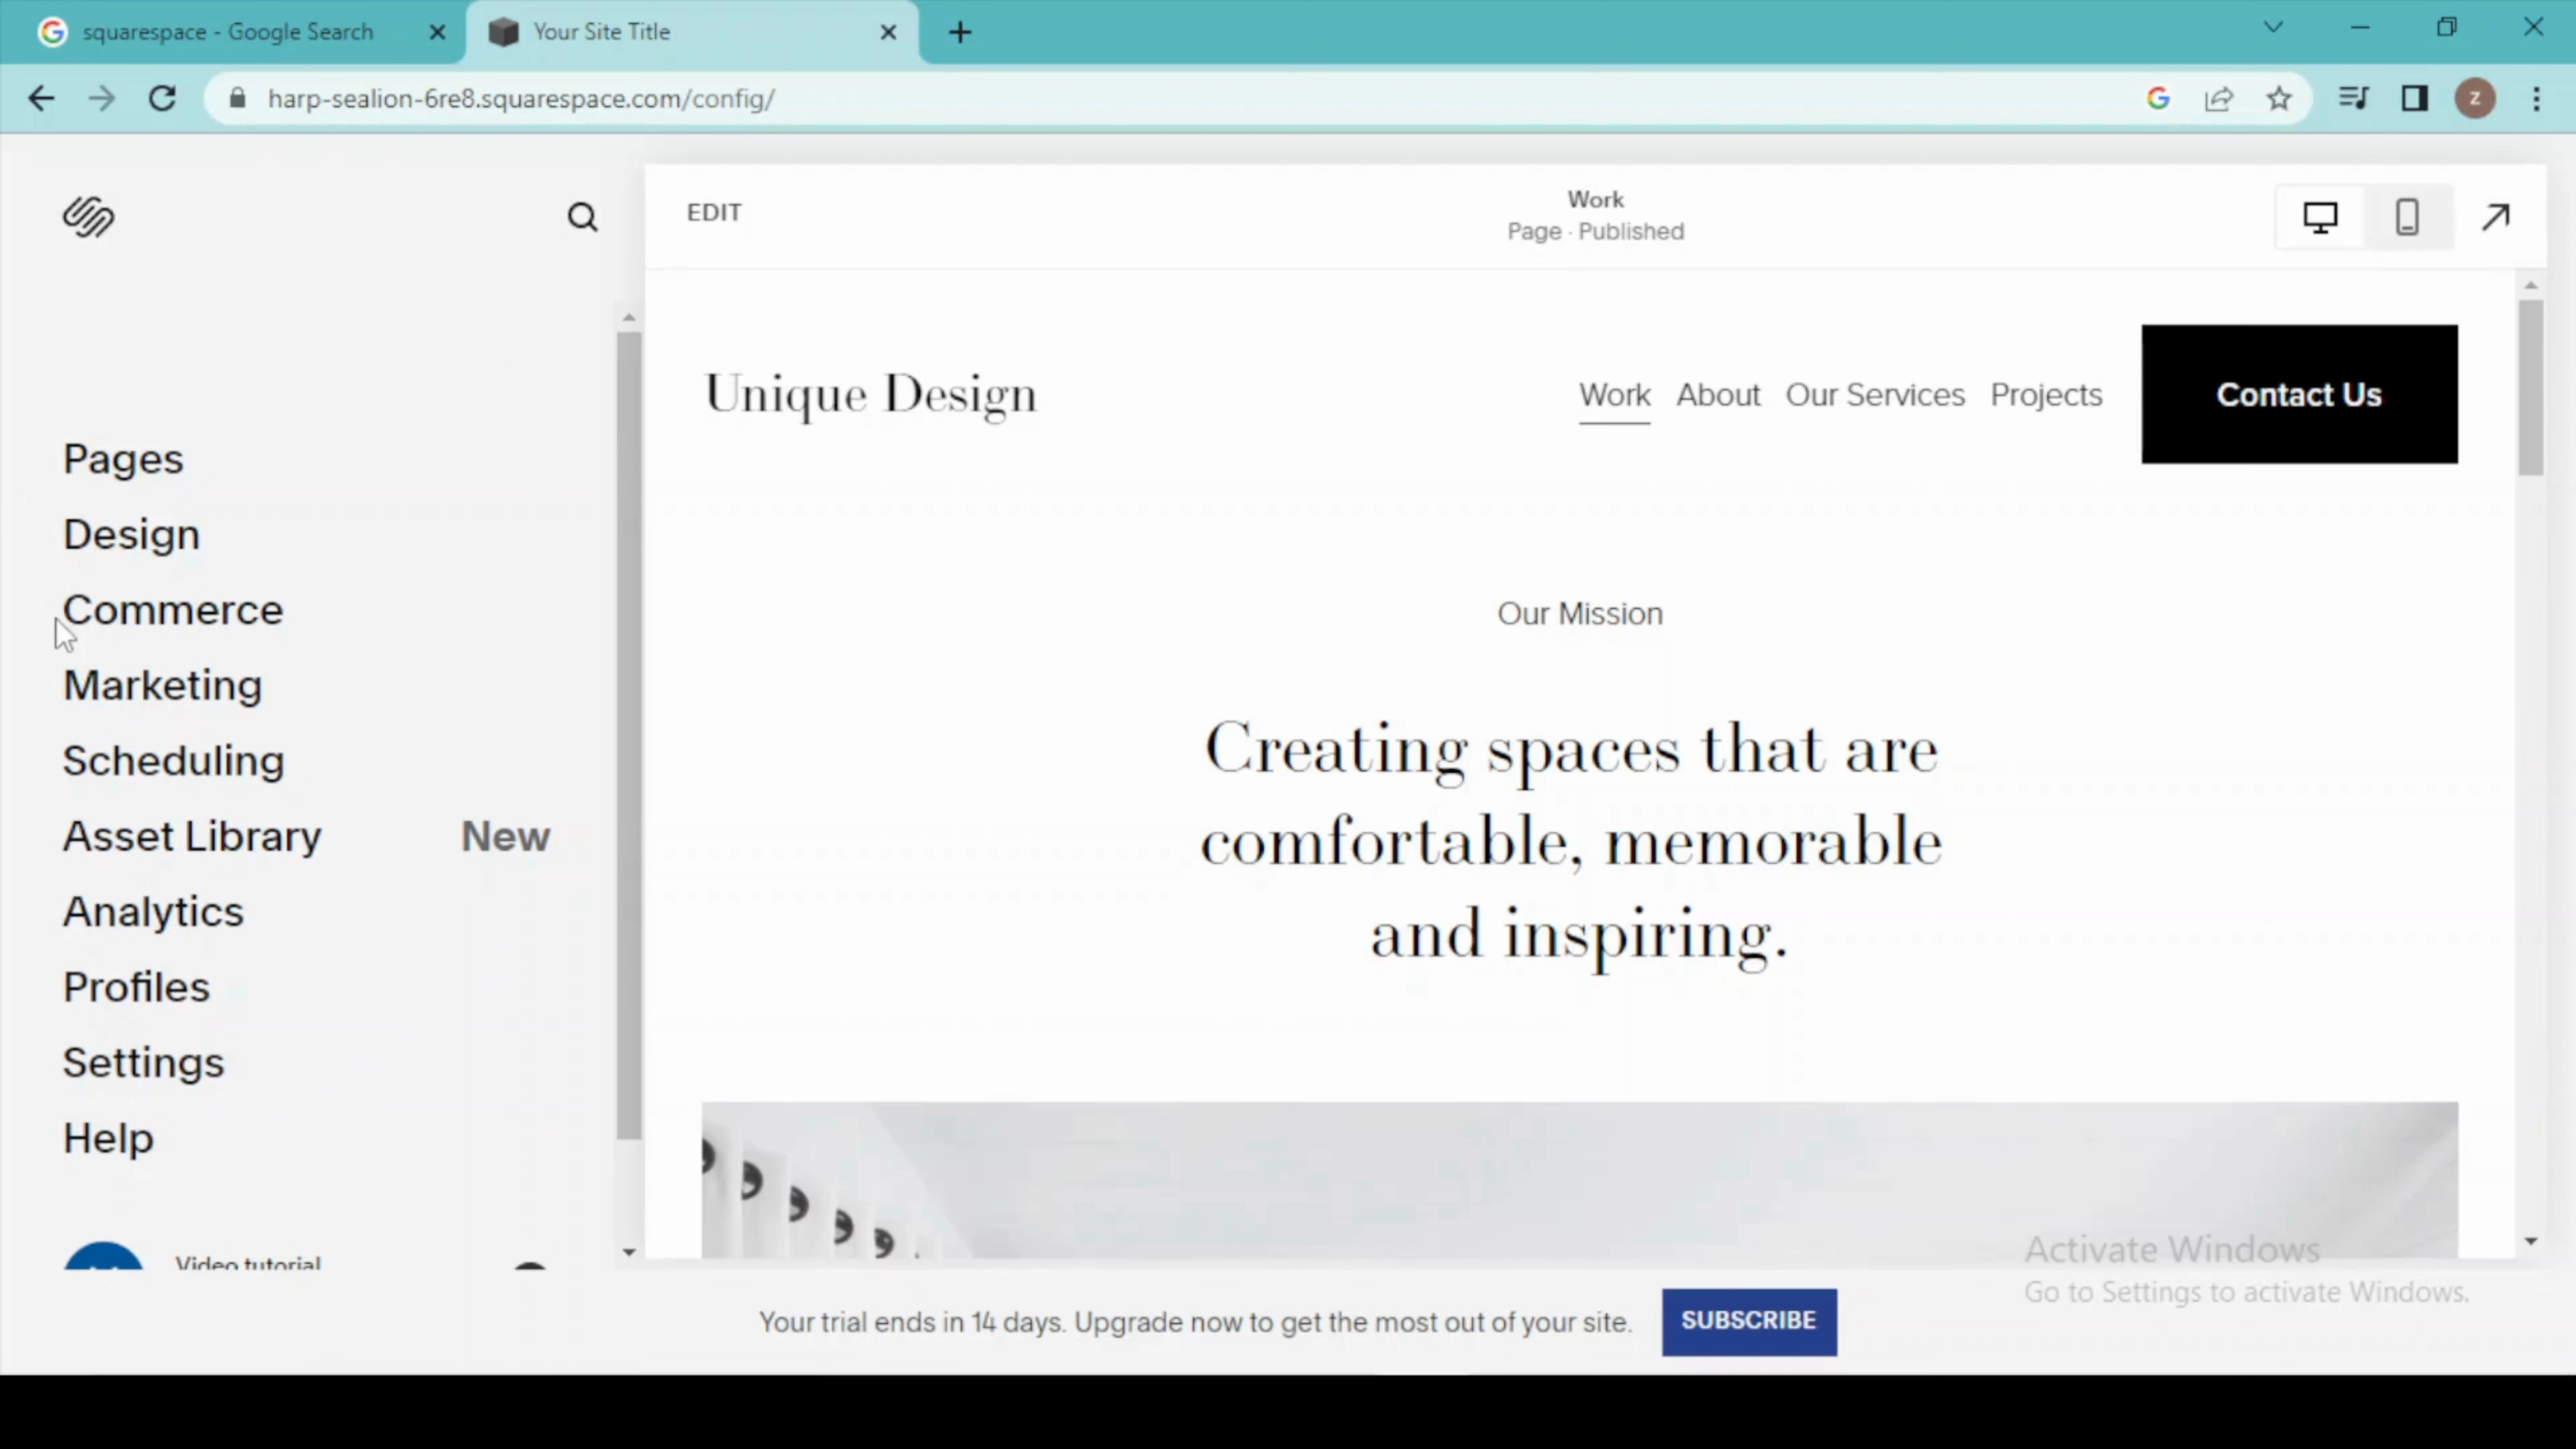 squarespace - Google Search
Your Site Title
harp-sealion-6re8.squarespace.com/config/
z
EDIT
Work
Page · Published
Unique Design
Work About Our Services Projects Contact Us
Pages
Design
Commerce
Marketing
Scheduling
Asset Library New
Analytics
Profiles
Settings
Help
Video tutorial
Our Mission
Creating spaces that are
comfortable, memorable
and inspiring.
Activate Windows
Go to Settings to activate Windows.
Your trial ends in 14 days. Upgrade now to get the most out of your site. SUBSCRIBE